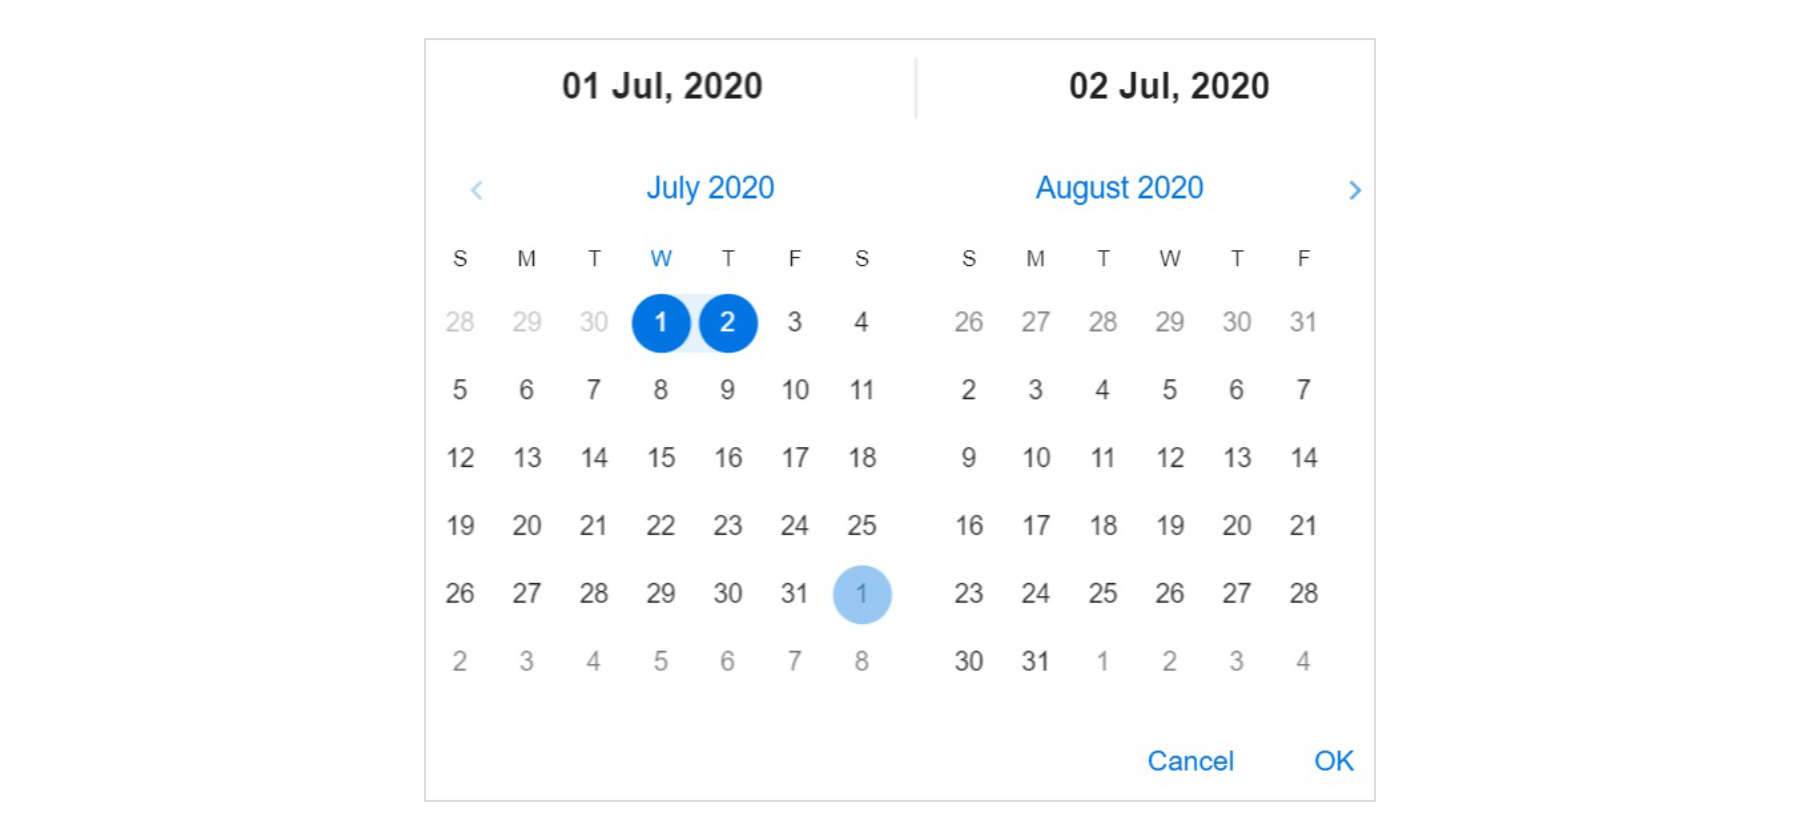 01 Jul, 2020 02 Jul, 2020
July 2020 August 2020
S M T W T F S S M T W T F
28 29 30 1 2 3 4 26 27 28 29 30 31
5 6 7 8 9 10 11 2 3 4 5 6 7
12 13 14 15 16 17 18 9 10 11 12 13 14
19 20 21 22 23 24 25 16 17 18 19 20 21
26 27 28 29 30 31 1 23 24 25 26 27 28
2 3 4 5 6 7 8 30 31 1 2 3 4
Cancel OK